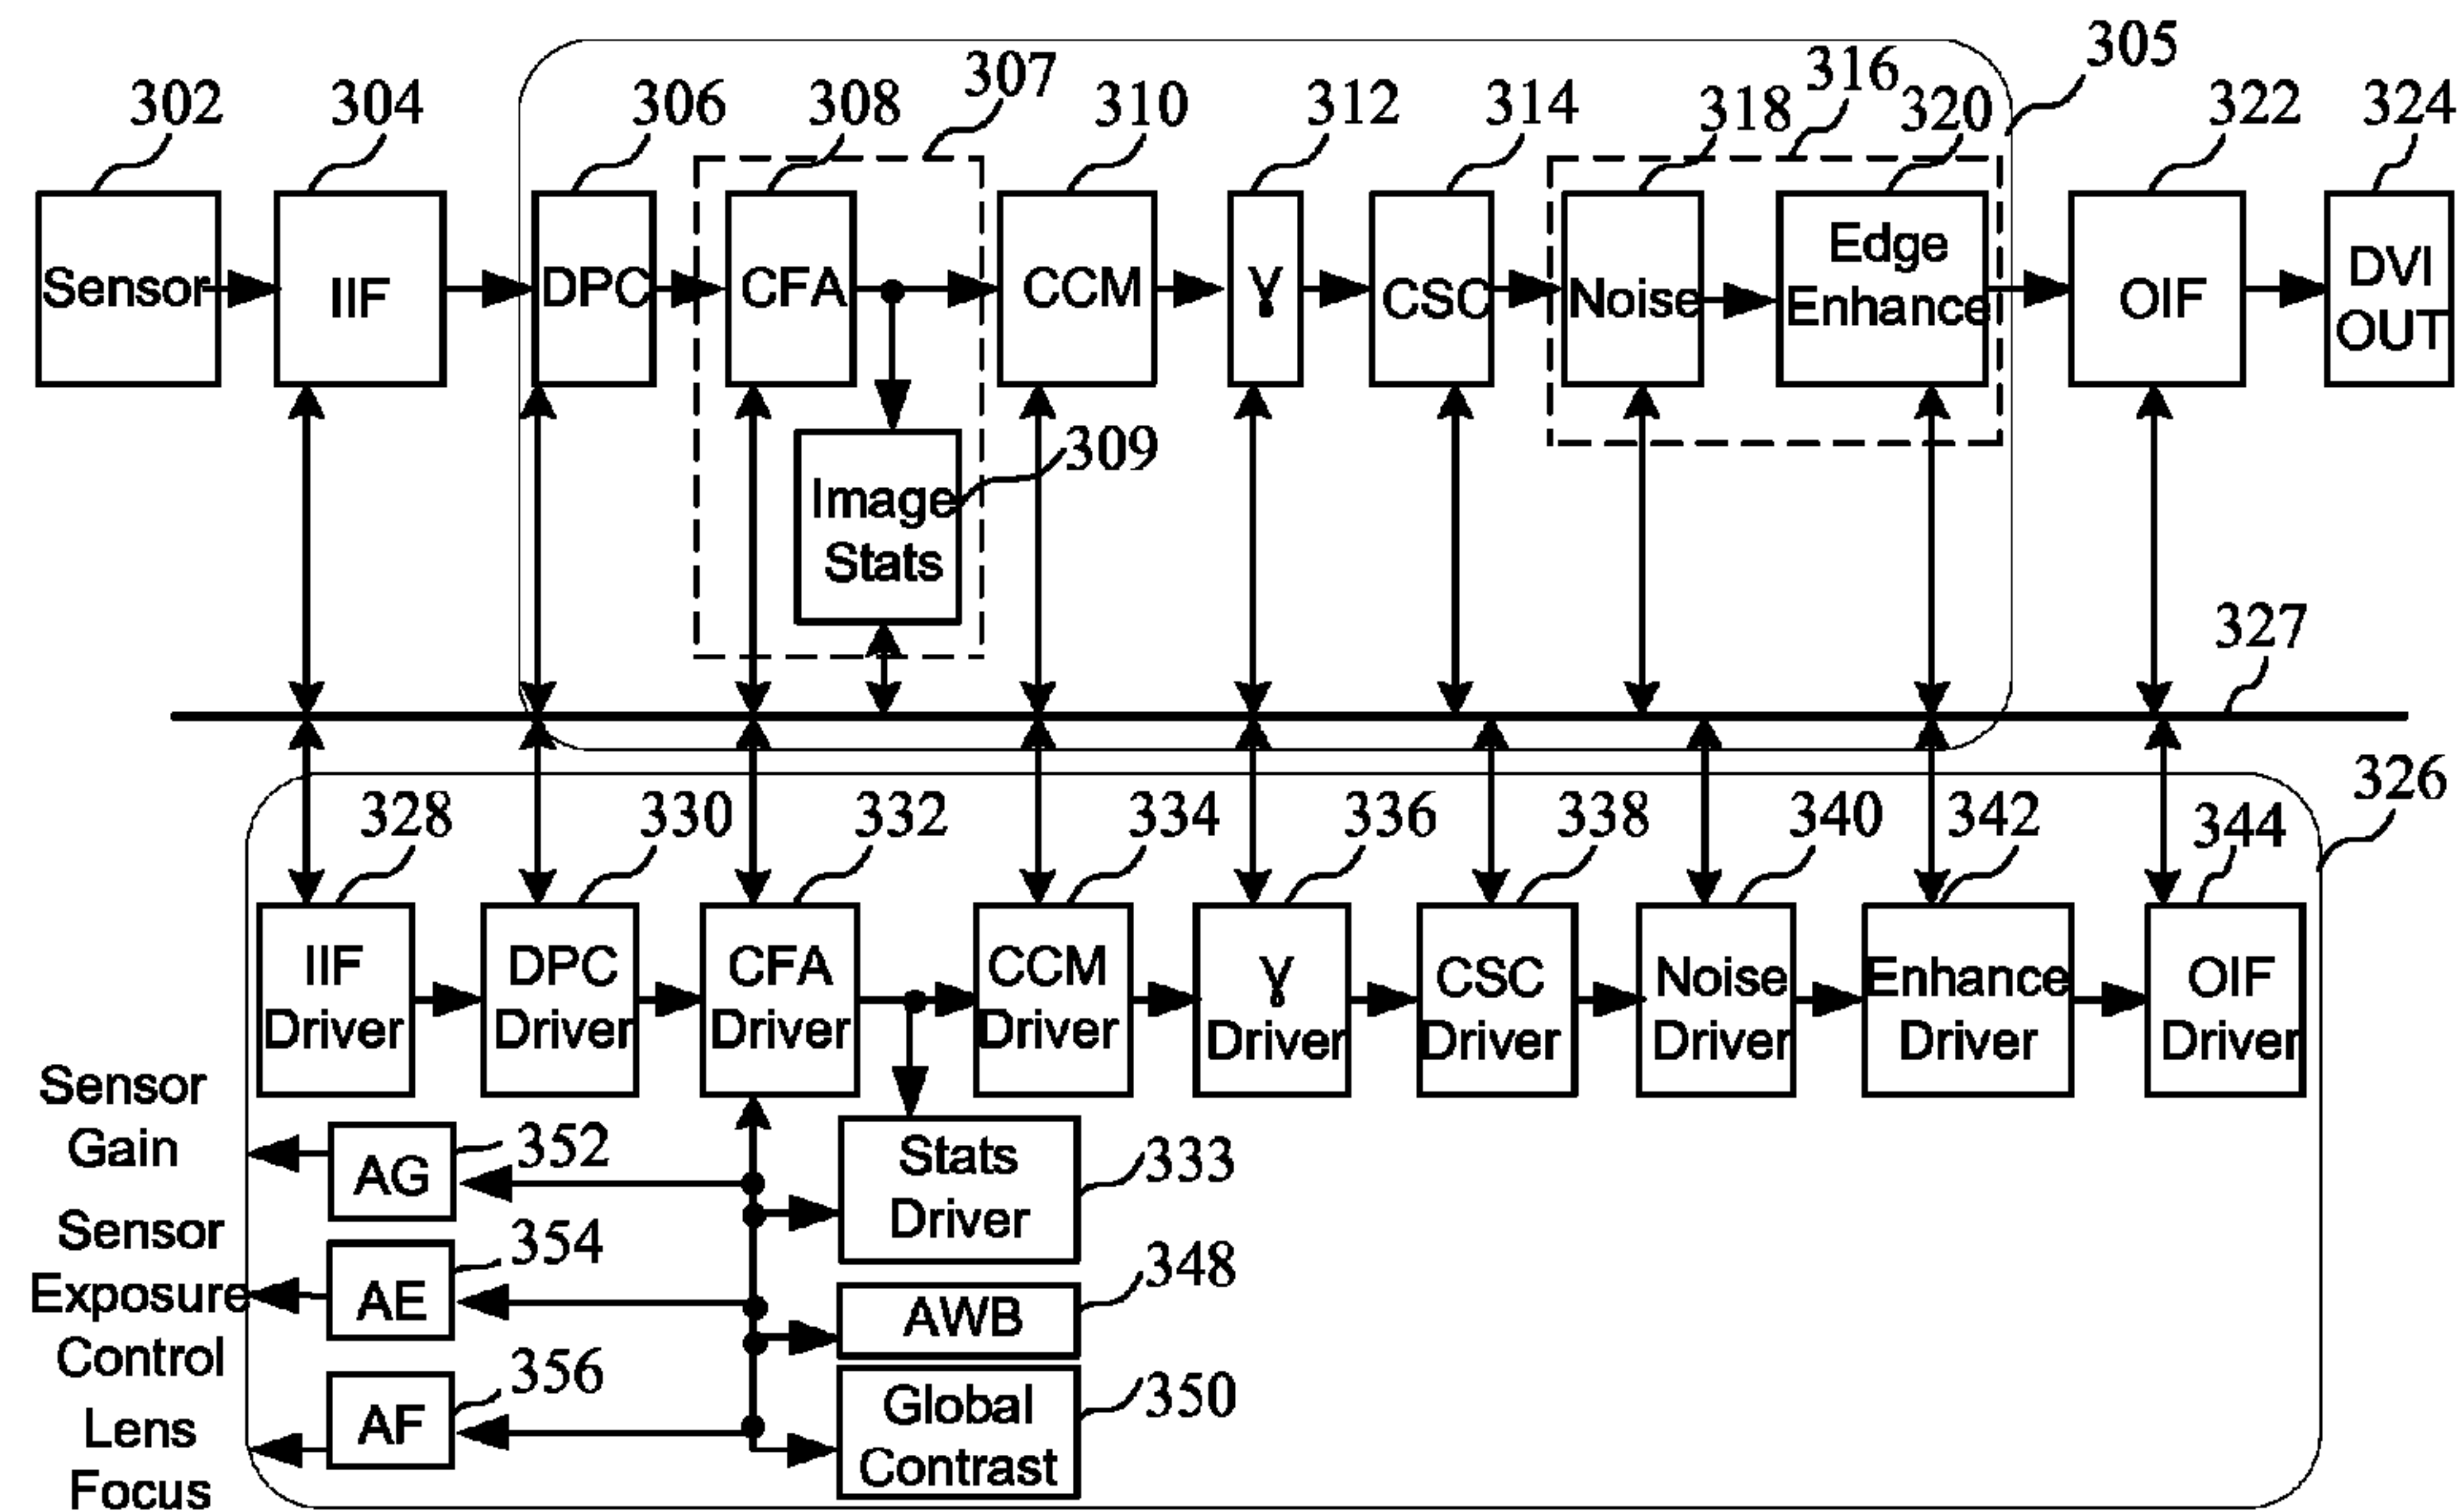 305
307
316
302
304
306
308
310
312
314
318
320
322
324
Sensor
IIF
DPC
CFA
CCM
γ
CSC
Noise
Edge
Enhance
OIF
DVI
OUT
309
Image
Stats
327
326
328
330
332
334
336
338
340
342
344
IIF
Driver
DPC
Driver
CFA
Driver
CCM
Driver
γ
Driver
CSC
Driver
Noise
Driver
Enhance
Driver
OIF
Driver
Sensor
Gain
AG
352
Stats
Driver
333
Sensor
Exposure
Control
AE
354
AWB
348
Lens
Focus
AF
356
Global
Contrast
350